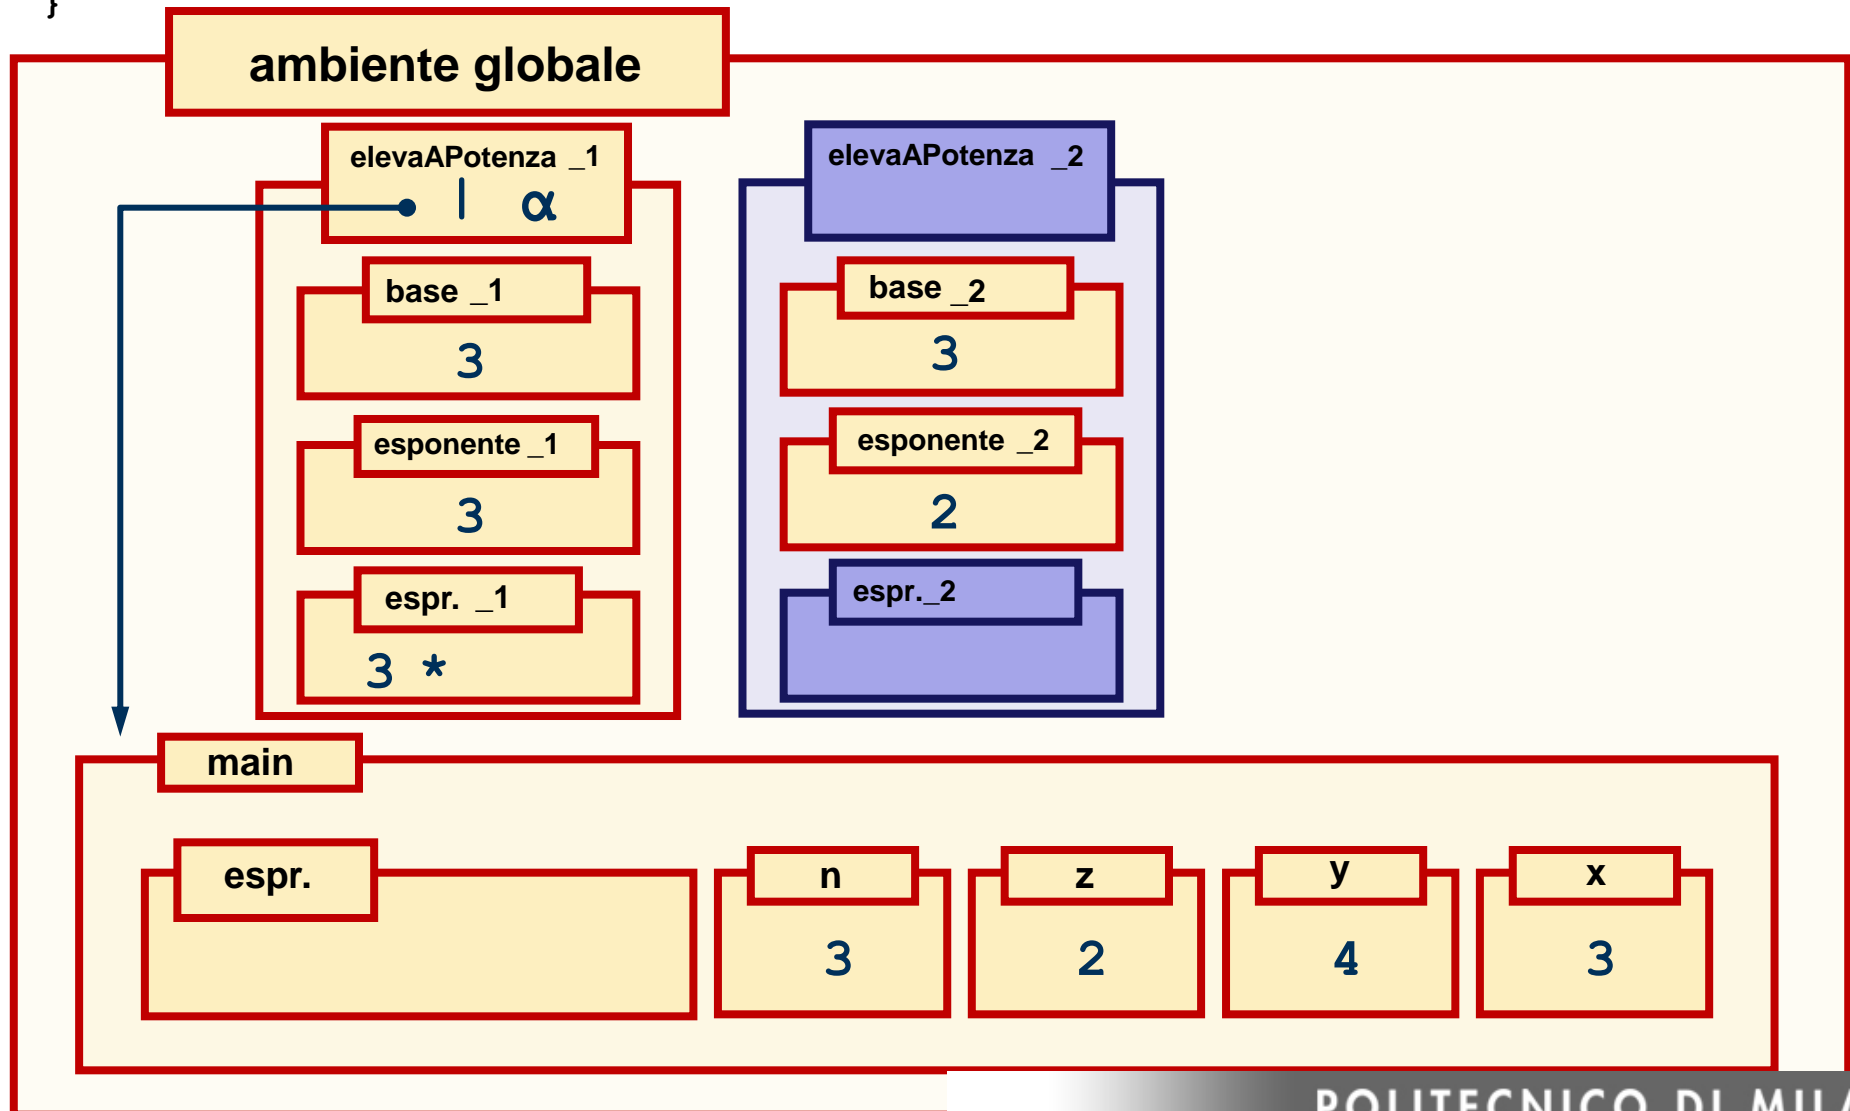 }
ambiente globale
elevaAPotenza _1
| α
base _1
3
esponente _1
3
espr. _1
3 *
elevaAPotenza _2
base _2
3
esponente _2
2
espr._2
main
espr.
n
3
z
2
y
4
x
3
POLITECNICO DI